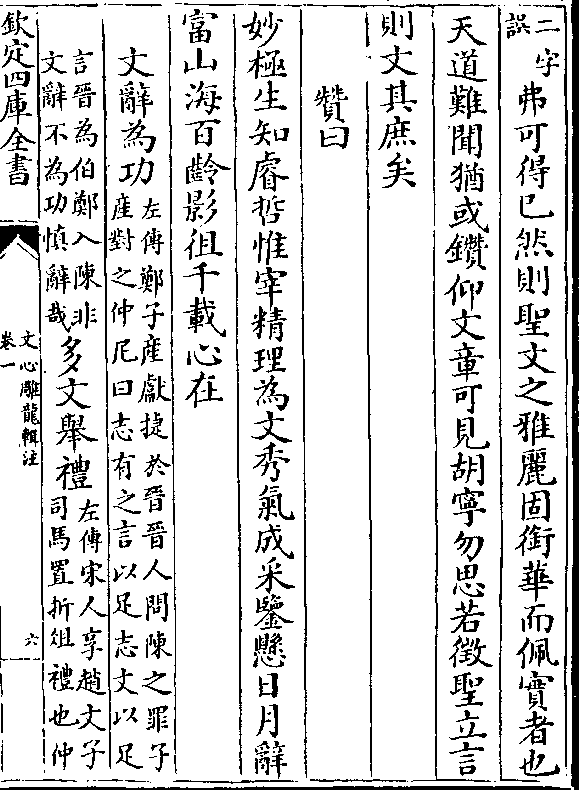 二字
誤
弗可得已然則聖文之雅麗固銜華而佩實者也
天道難聞猶或鑽仰文章可見胡寧勿思若徵聖立言
則文其庶矣
贊曰
妙極生知睿哲惟宰精理為文秀氣成采鑒懸日月辭
富山海百齡影徂千載心在
文辭為功
左傳鄭子產獻捷於晉晉人問陳之罪子
產對之仲尼曰志有之言以足志文以足
言晉為伯鄭入陳非
文辭不為功慎辭哉
多文舉禮
左傳宋人享趙文子
司馬置折俎禮也仲
欽定四庫全書
文心雕龍輯注
卷一
六